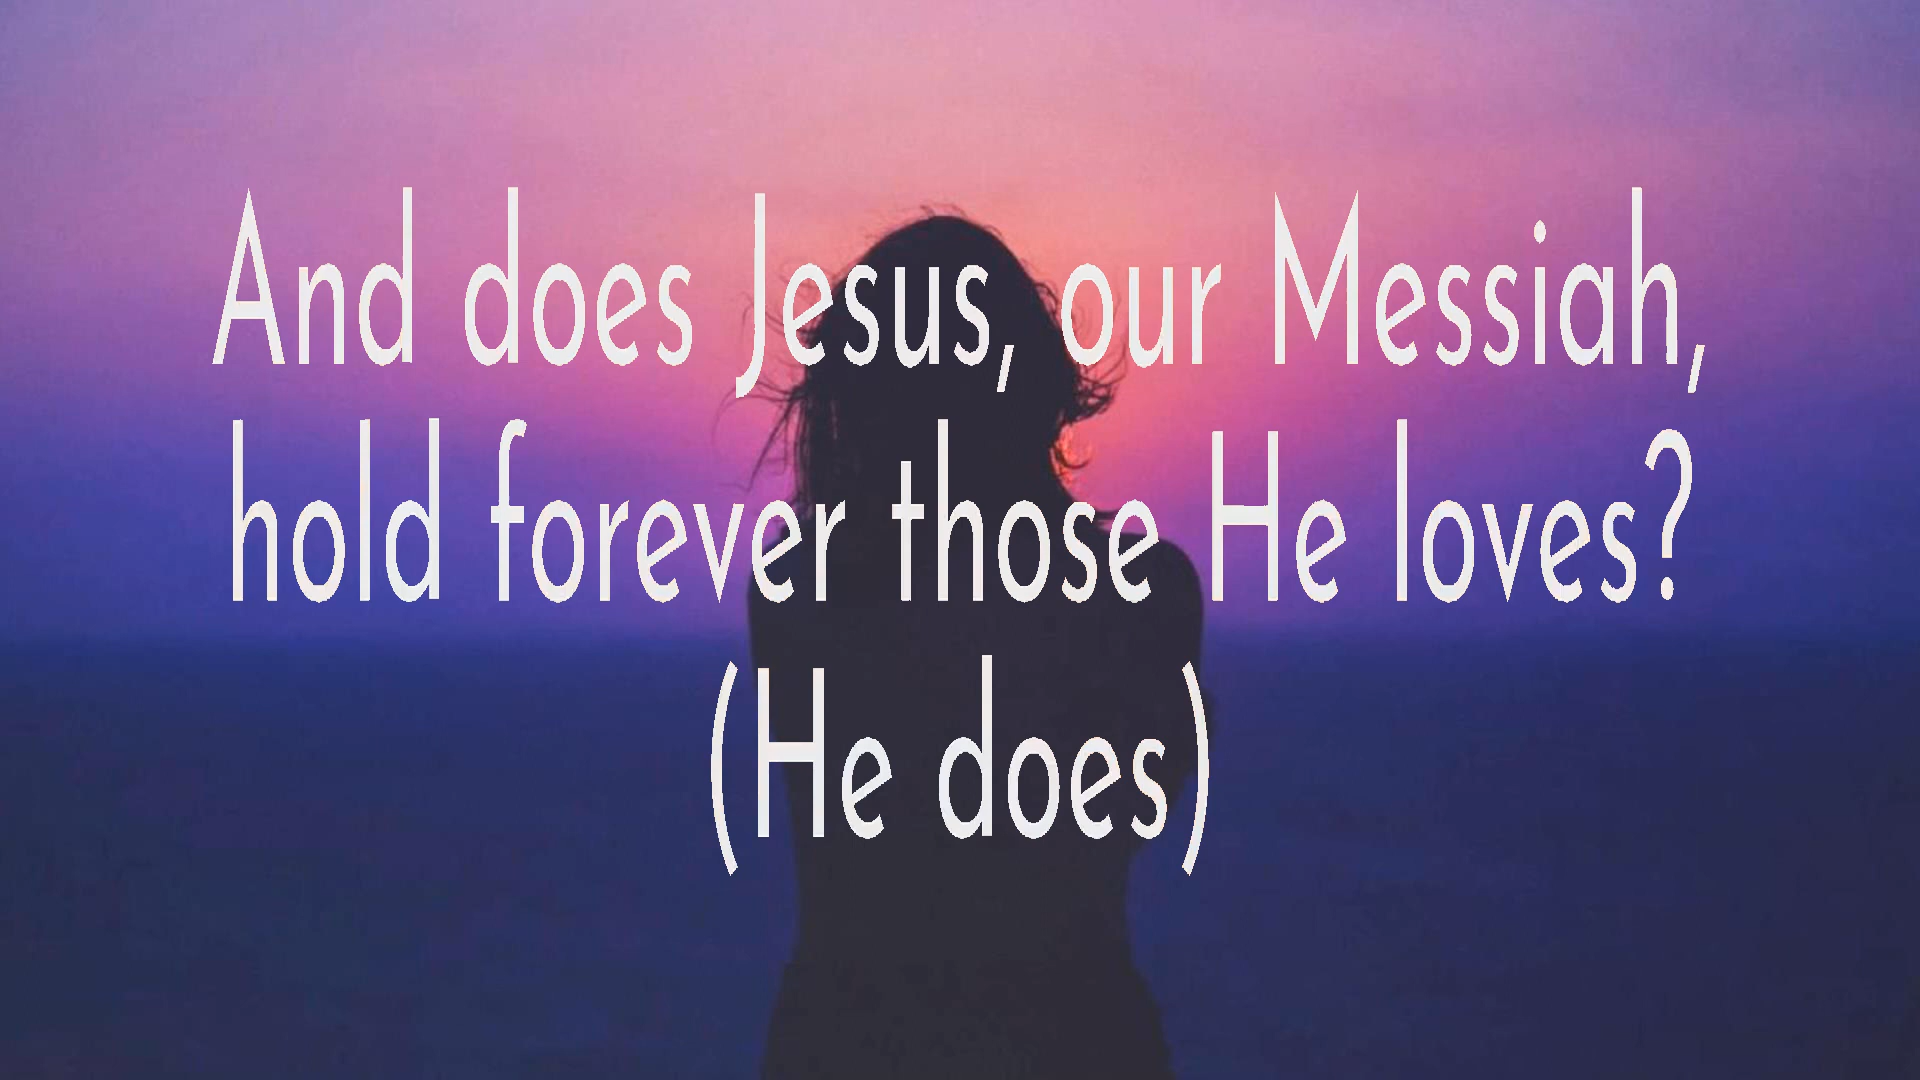 And does Jesus, our Messiah,
hold forever those He loves?
(He does)